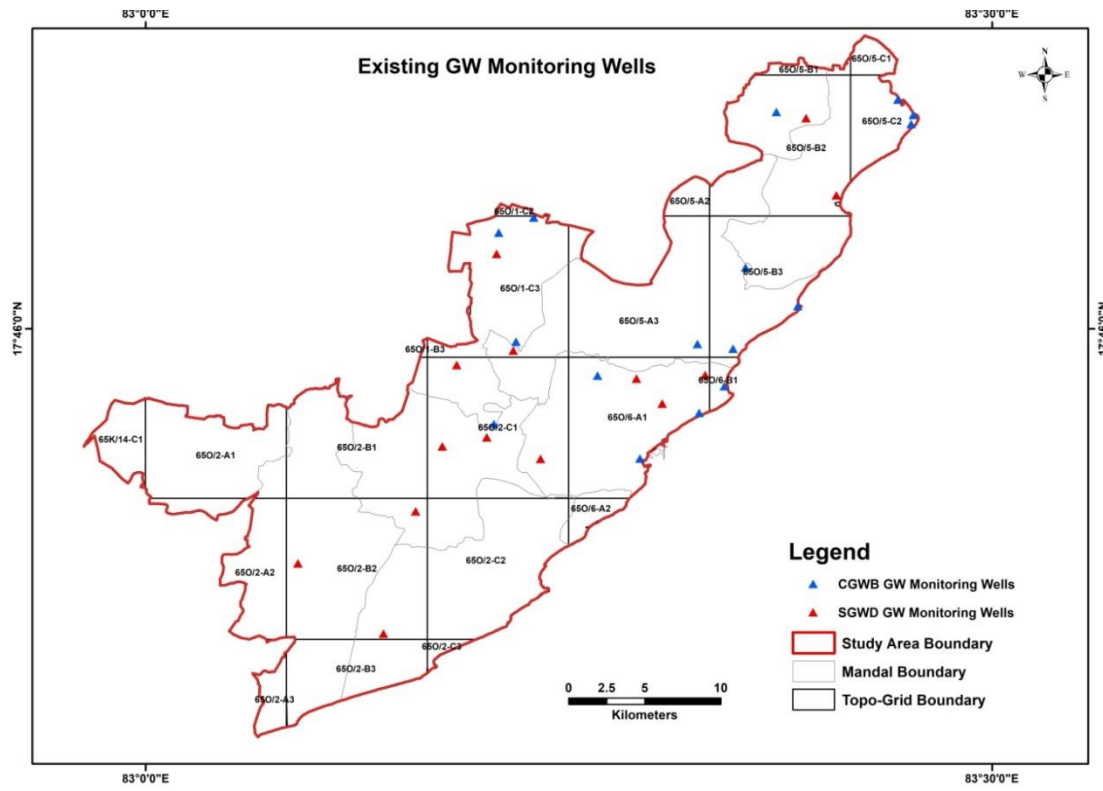 83°0'0"E
83°30'0"E
Existing GW Monitoring Wells
N
W
E
S
65O/5-C1
65O/5-B1
65O/5-C2
65O/5-B2
65O/5-A2
65O/1-C2
65O/5-B3
65O/1-C3
65O/5-A3
17°46'0"N
17°46'0"N
65O/1-B3
65O/6-B1
65O/6-A1
65O/2-C1
65K/14-C1
65O/2-A1
65O/2-B1
65O/6-A2
65O/2-C2
65O/2-A2
65O/2-B2
65O/2-C3
65O/2-B3
65O/2-A3
Legend
CGWB GW Monitoring Wells
SGWD GW Monitoring Wells
Study Area Boundary
Mandal Boundary
Topo-Grid Boundary
0 2.5 5 10
Kilometers
83°0'0"E
83°30'0"E